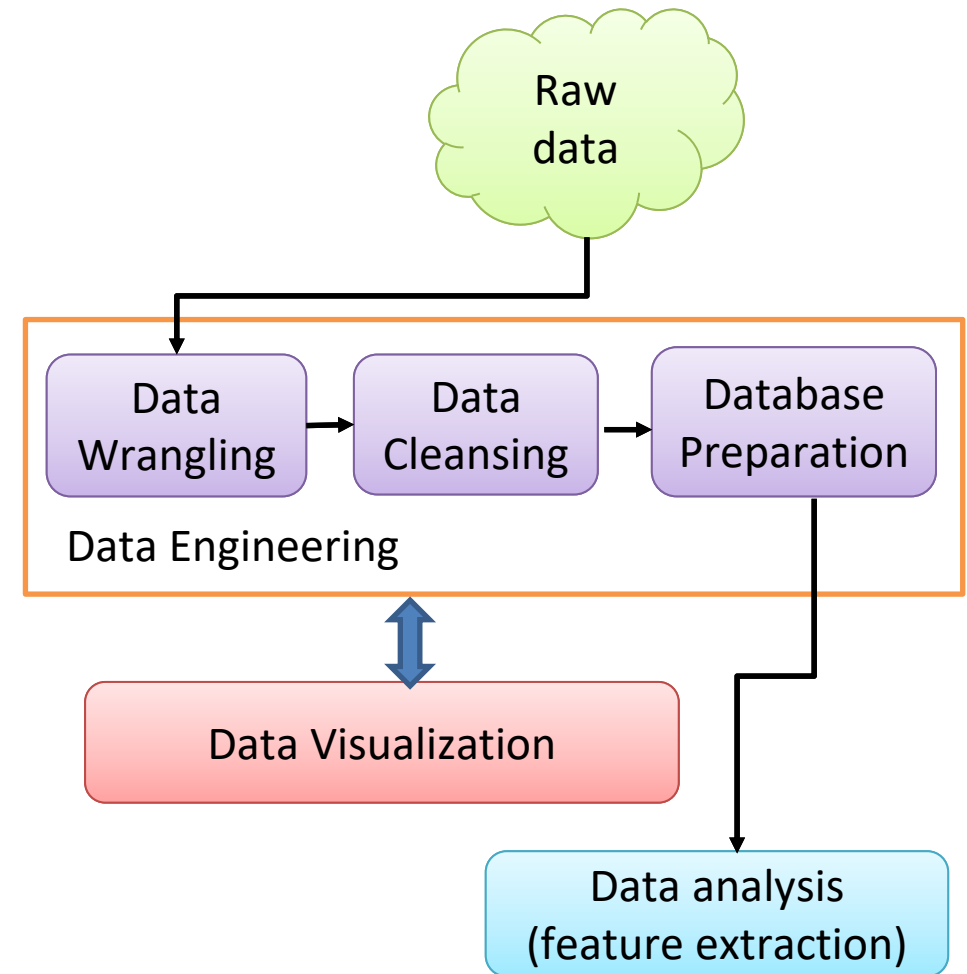 Raw
data
Data
Wrangling
Data
Cleansing
Database
Preparation
Data Engineering
Data Visualization
Data analysis
(feature extraction)